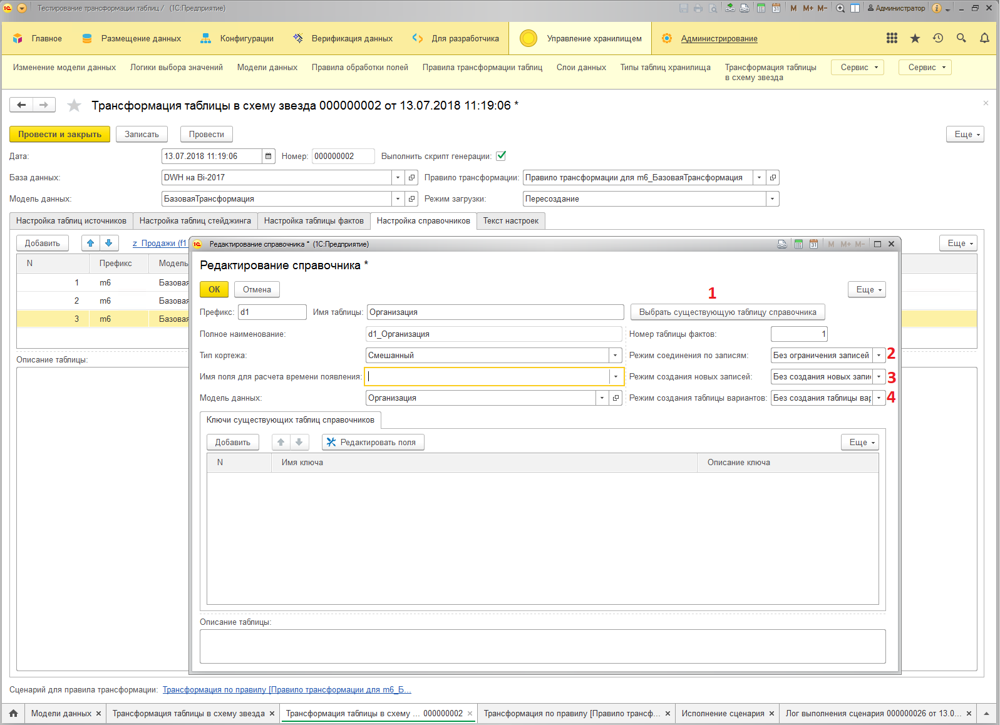 Тестирование трансформации таблиц / (1С:Предприятие)
M M+ M- Администратор
Главное Размещение данных Конфигурации Верификация данных Для разработчика Управление хранилищем Администрирование
Изменение модели данных Логики выбора значений Модели данных Правила обработки полей Правила трансформации таблиц Слои данных Типы таблиц хранилища Трансформация таблицы в схему звезда Сервис Сервис
Трансформация таблицы в схему звезда 000000002 от 13.07.2018 11:19:06 *
Провести и закрыть Записать Провести Еще
Дата: 13.07.2018 11:19:06 Номер: 000000002 Выполнить скрипт генерации:
База данных: DWH на Bi-2017 Правило трансформации: Правило трансформации для m6_БазоваяТрансформация
Модель данных: БазоваяТрансформация Режим загрузки: Пересоздание
Настройка таблиц источников Настройка таблиц стейджинга Настройка таблицы фактов Настройка справочников Текст настроек
Добавить z_Продажи (f1 Еще
N Префикс Модель
1 m6 Базовая
2 m6 Базовая
3 m6 Базовая
Описание таблицы:
Редактирование справочника * (1С:Предприятие) M M+ M-
Редактирование справочника *
ОК Отмена 1 Еще
Префикс: d1 Имя таблицы: Организация Выбрать существующую таблицу справочника
Полное наименование: d1_Организация Номер таблицы фактов: 1
Тип кортежа: Смешанный Режим соединения по записям: Без ограничения записей 2
Имя поля для расчета времени появления: Режим создания новых записей: Без создания новых запи 3
Модель данных: Организация Режим создания таблицы вариантов: Без создания таблицы вар 4
Ключи существующих таблиц справочников
Добавить Редактировать поля Еще
N Имя ключа Описание ключа
Описание таблицы:
Сценарий для правила трансформации: Трансформация по правилу [Правило трансформации для m6_Б...
Модели данных Трансформация таблицы в схему звезда Трансформация таблицы в схему ... 000000002 Трансформация по правилу [Правило трансф... Исполнение сценария Лог выполнения сценария 000000026 от 13.0...